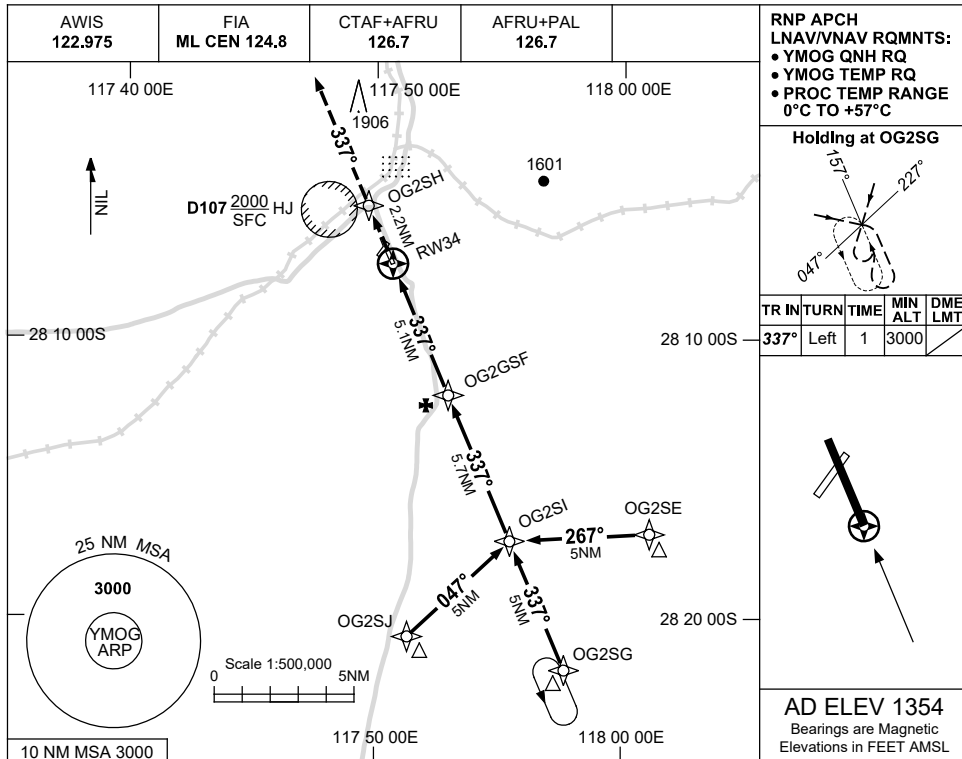 AWIS
122.975
FIA
ML CEN 124.8
CTAF+AFRU
126.7
AFRU+PAL
126.7
RNP APCH
LNAV/VNAV RQMNTS:
• YMOG QNH RQ
• YMOG TEMP RQ
• PROC TEMP RANGE
0°C TO +57°C
117 40 00E
117 50 00E
118 00 00E
1906
337°
NIL
1601
OG2SH
D107 2000 HJ
SFC
2.2NM
RW34
28 10 00S
28 10 00S
337°
5.1NM
OG2GSF
337°
5.7NM
OG2SI
OG2SE
267°
5NM
047°
5NM
337°
5NM
OG2SJ
OG2SG
28 20 00S
25 NM MSA
3000
YMOG
ARP
Scale 1:500,000
0
5NM
10 NM MSA 3000
117 50 00E
118 00 00E
Holding at OG2SG
157°
227°
047°
TR IN TURN TIME MIN ALT DME LMT
337° Left 1 3000
AD ELEV 1354
Bearings are Magnetic
Elevations in FEET AMSL